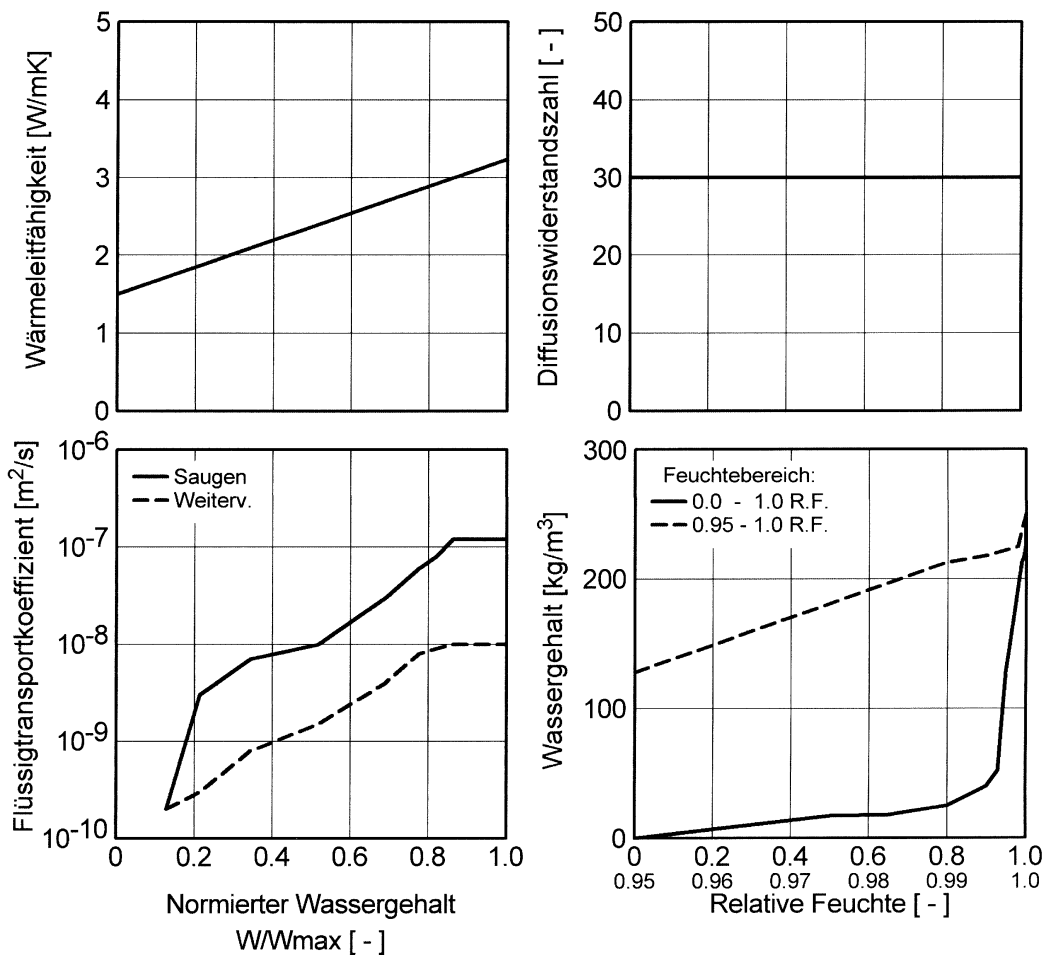 Wärmeleitfähigkeit [W/mK]
5
4
3
2
1
0
Diffusionswiderstandszahl [ - ]
50
40
30
20
10
0
Flüssigtransportkoeffizient [m²/s]
10⁻⁶
10⁻⁷
10⁻⁸
10⁻⁹
10⁻¹⁰
Saugen
Weiterv.
0 0.2 0.4 0.6 0.8 1.0
Normierter Wassergehalt
W/Wmax [ - ]
Wassergehalt [kg/m³]
300
200
100
0
Feuchtebereich:
0.0 - 1.0 R.F.
0.95 - 1.0 R.F.
0 0.2 0.4 0.6 0.8 1.0
0.95 0.96 0.97 0.98 0.99 1.0
Relative Feuchte [ - ]